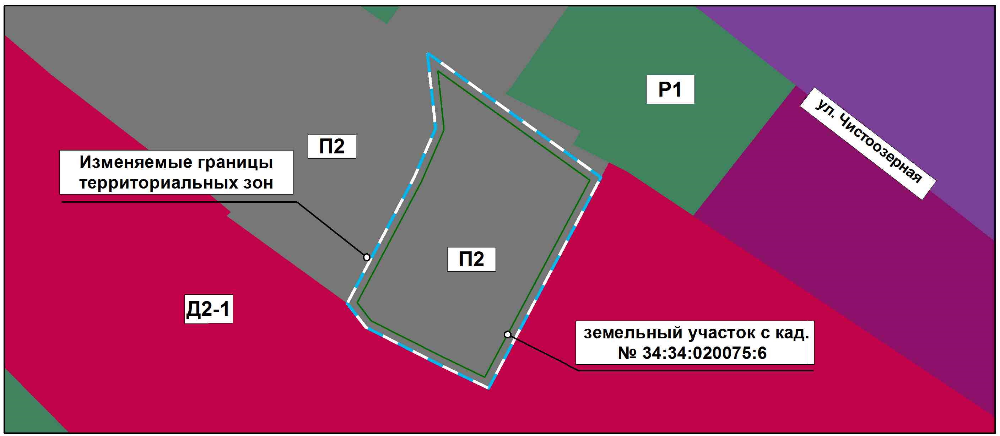 Р1
ул. Чистоозерная
П2
Изменяемые границы
территориальных зон
П2
Д2-1
земельный участок с кад.
№ 34:34:020075:6